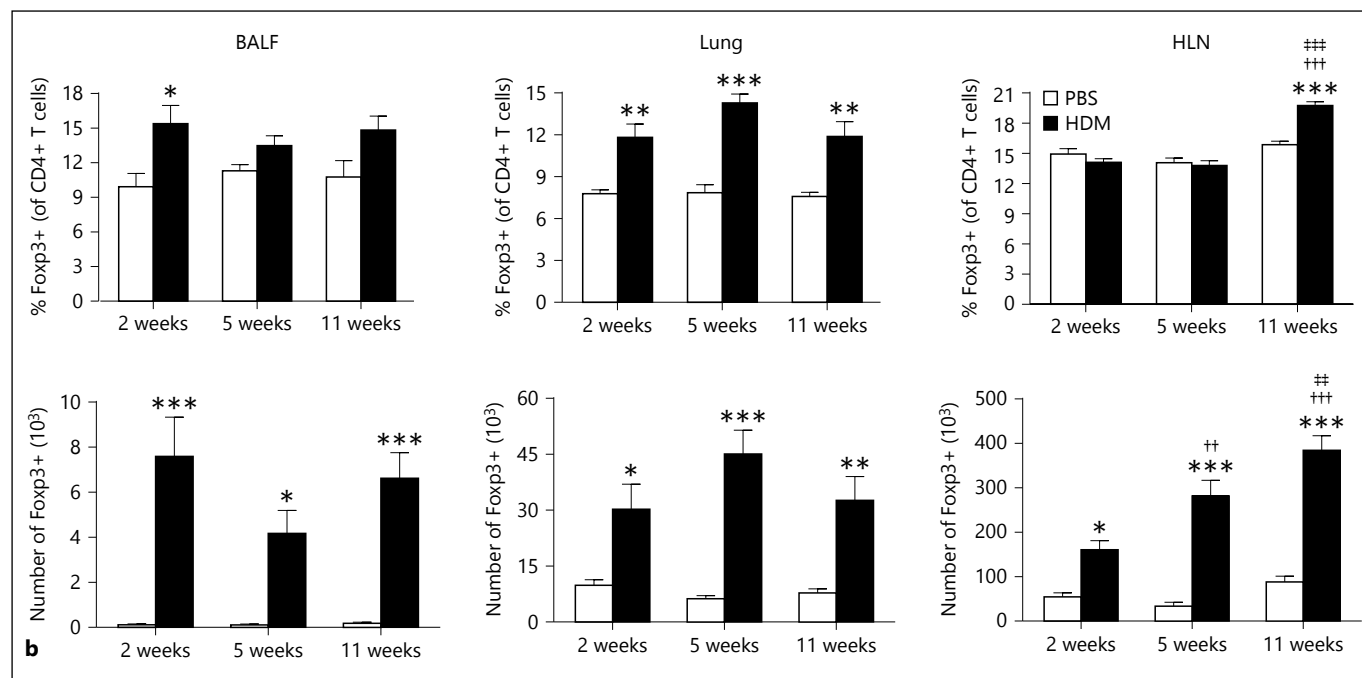 BALF
% Foxp3+ (of CD4+ T cells)
18
15
12
9
6
3
0
*
2 weeks 5 weeks 11 weeks
Lung
% Foxp3+ (of CD4+ T cells)
15
12
9
6
3
0
** *** **
2 weeks 5 weeks 11 weeks
HLN
% Foxp3+ (of CD4+ T cells)
21
18
15
12
9
6
3
0
PBS
HDM
‡‡‡
†††
***
2 weeks 5 weeks 11 weeks
Number of Foxp3+ (10³)
10
8
6
4
2
0
*** * ***
2 weeks 5 weeks 11 weeks
Number of Foxp3+ (10³)
60
45
30
15
0
* *** **
2 weeks 5 weeks 11 weeks
Number of Foxp3+ (10³)
500
400
300
200
100
0
*
††
***
‡‡
†††
***
2 weeks 5 weeks 11 weeks
b